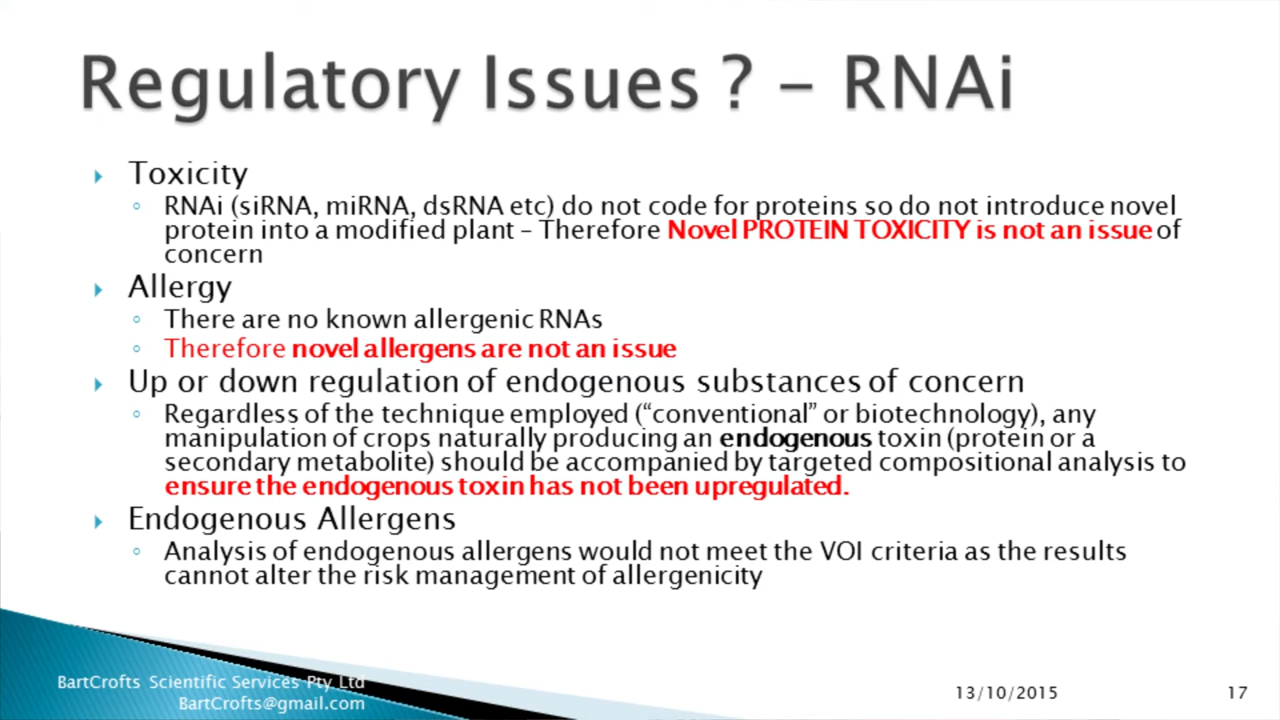 Regulatory Issues ? - RNAi
Toxicity
RNAi (siRNA, miRNA, dsRNA etc) do not code for proteins so do not introduce novel
protein into a modified plant – Therefore Novel PROTEIN TOXICITY is not an issue of
concern
Allergy
There are no known allergenic RNAs
Therefore novel allergens are not an issue
Up or down regulation of endogenous substances of concern
Regardless of the technique employed (“conventional” or biotechnology), any
manipulation of crops naturally producing an endogenous toxin (protein or a
secondary metabolite) should be accompanied by targeted compositional analysis to
ensure the endogenous toxin has not been upregulated.
Endogenous Allergens
Analysis of endogenous allergens would not meet the VOI criteria as the results
cannot alter the risk management of allergenicity
BartCrofts Scientific Services Pty Ltd
BartCrofts@gmail.com
13/10/2015
17